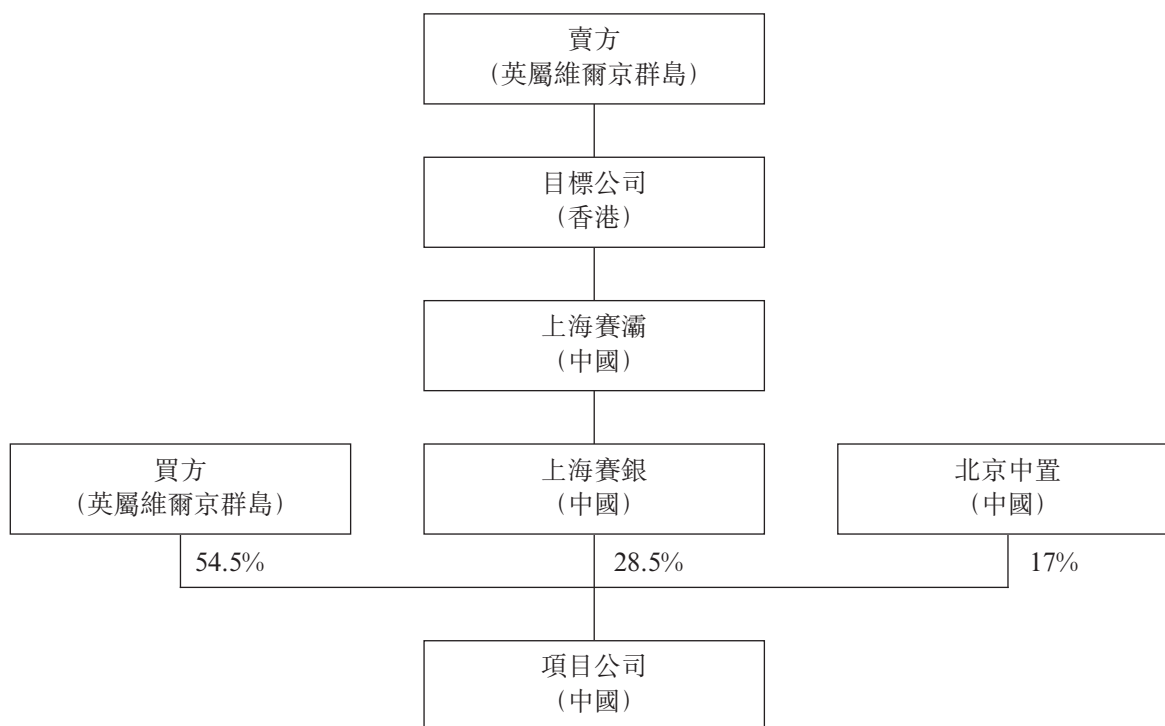 賣方
(英屬維爾京群島)
目標公司
(香港)
上海賽灞
(中國)
買方
(英屬維爾京群島)
上海賽銀
(中國)
北京中置
(中國)
54.5%
28.5%
17%
項目公司
(中國)